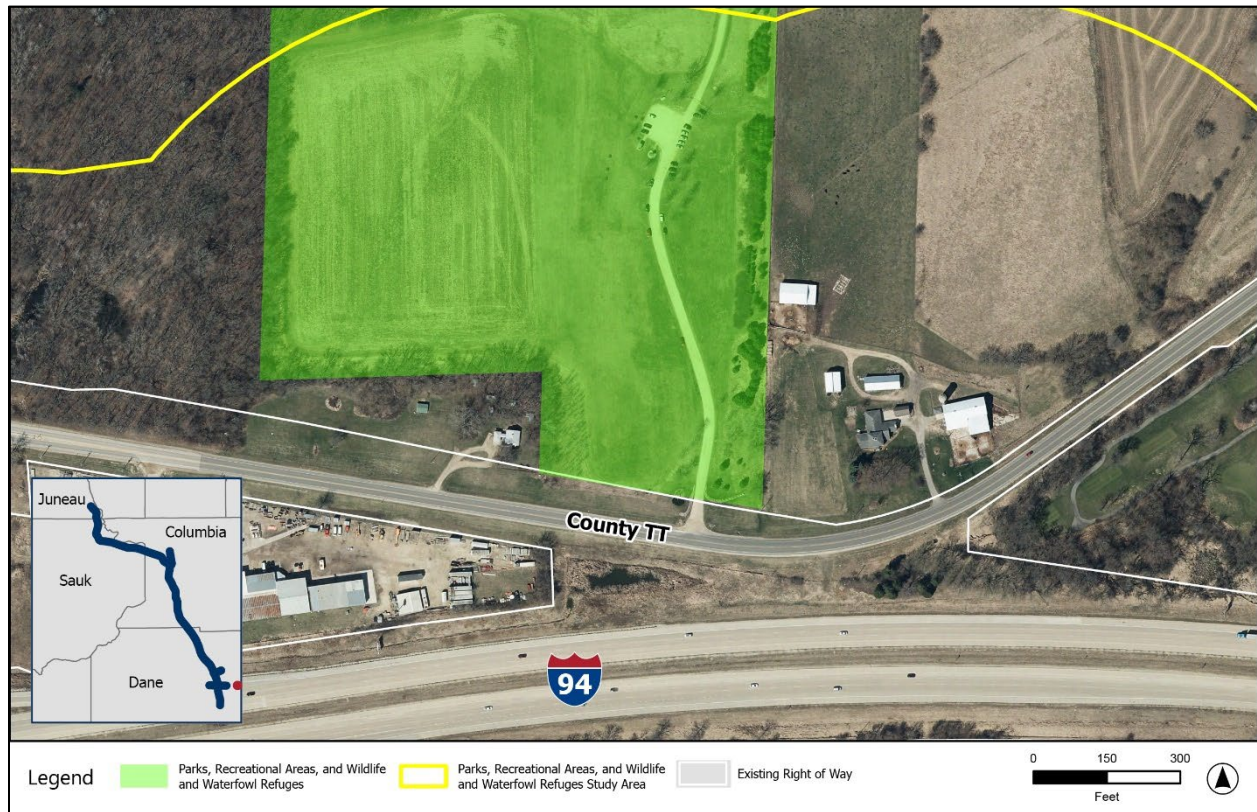 County TT
94
Juneau
Columbia
Sauk
Dane
Legend
Parks, Recreational Areas, and Wildlife
and Waterfowl Refuges
Parks, Recreational Areas, and Wildlife
and Waterfowl Refuges Study Area
Existing Right of Way
0 150 300
Feet